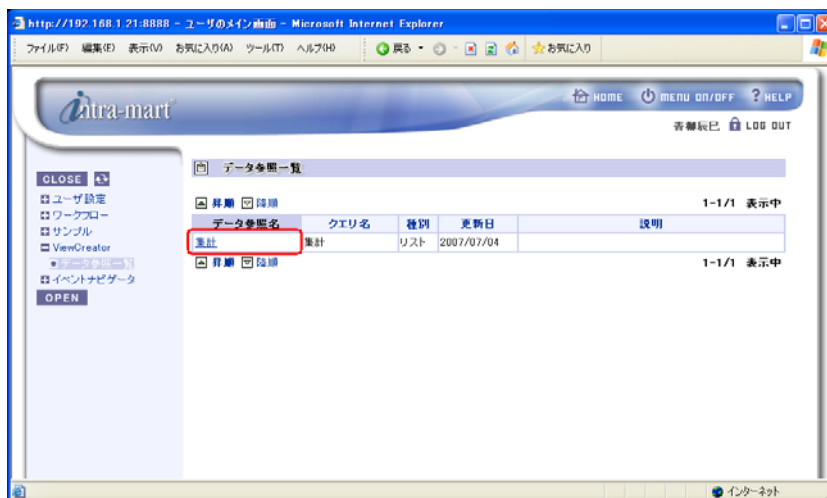 http://192.168.1.21:8888 - ユーザのメイン画面 - Microsoft Internet Explorer
ファイル(F) 編集(E) 表示(V) お気に入り(A) ツール(T) ヘルプ(H) 戻る お気に入り
intra-mart
HOME MENU ON/OFF ? HELP
青柳辰巳 LOG OUT
CLOSE
ユーザ設定
ワークフロー
サンプル
ViewCreator
データ参照一覧
イベントナビゲータ
OPEN
データ参照一覧
昇順 降順 1-1/1 表示中
データ参照名 クエリ名 種別 更新日 説明
集計 集計 リスト 2007/07/04
昇順 降順 1-1/1 表示中
インターネット